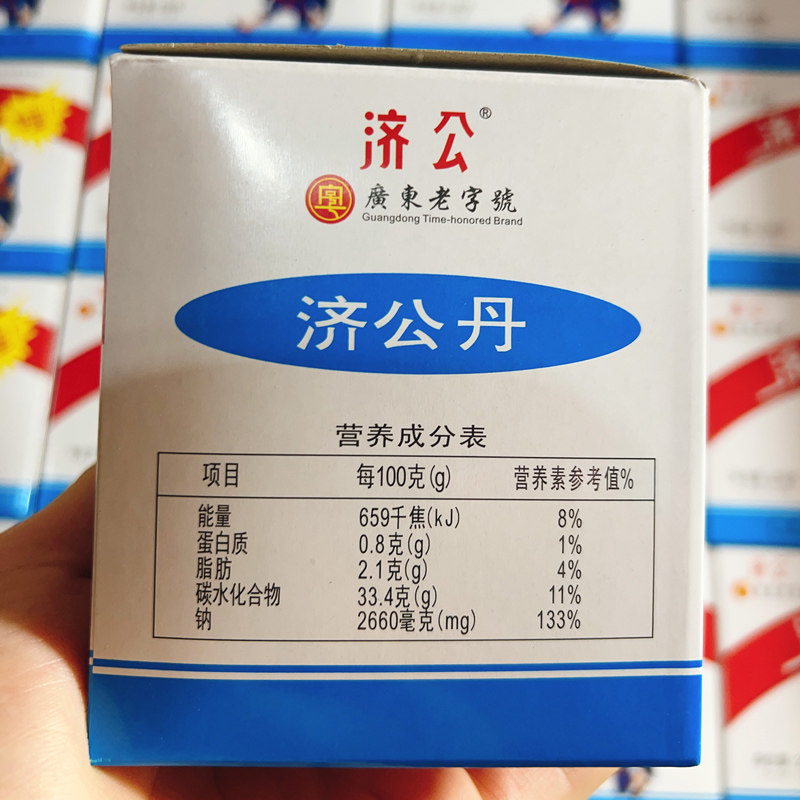 济公®
廣東老字號
Guangdong Time-honored Brand
济公丹
营养成分表
项目 每100克(g) 营养素参考值%
能量 659千焦(kJ) 8%
蛋白质 0.8克(g) 1%
脂肪 2.1克(g) 4%
碳水化合物 33.4克(g) 11%
钠 2660毫克(mg) 133%